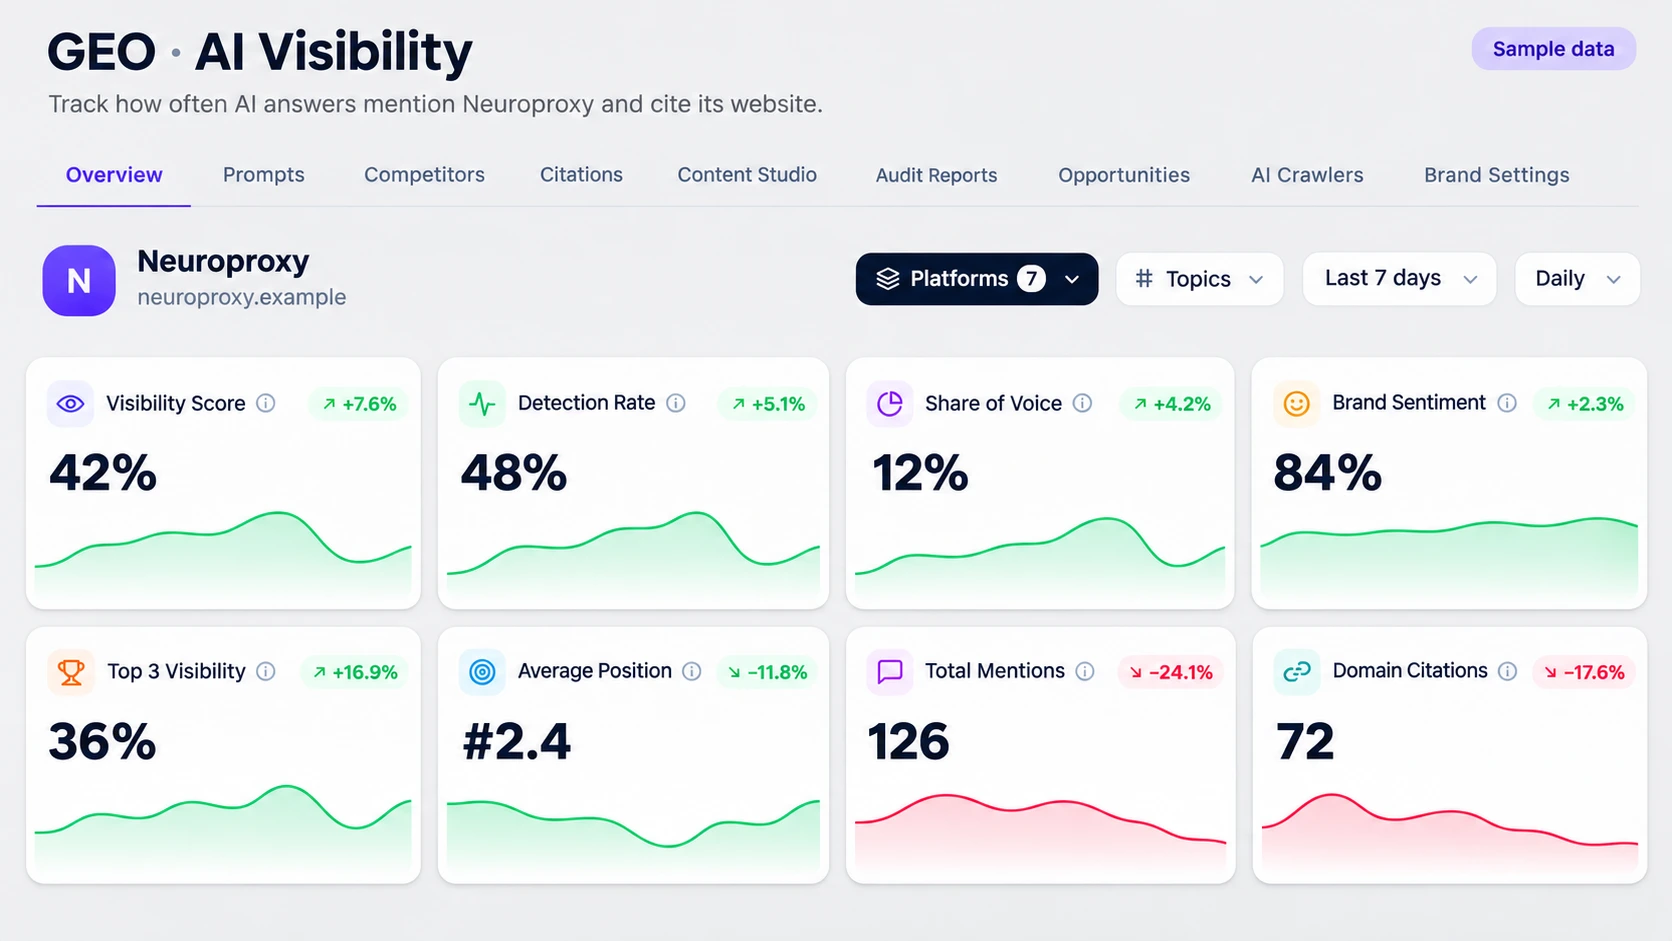 GEO · AI Visibility
Sample data
Track how often AI answers mention Neuroproxy and cite its website.
Overview
Prompts
Competitors
Citations
Content Studio
Audit Reports
Opportunities
AI Crawlers
Brand Settings
N
Neuroproxy
neuroproxy.example
Platforms 7
# Topics
Last 7 days
Daily
Visibility Score
↗ +7.6%
42%
Detection Rate
↗ +5.1%
48%
Share of Voice
↗ +4.2%
12%
Brand Sentiment
↗ +2.3%
84%
Top 3 Visibility
↗ +16.9%
36%
Average Position
↘ −11.8%
#2.4
Total Mentions
↘ −24.1%
126
Domain Citations
↘ −17.6%
72